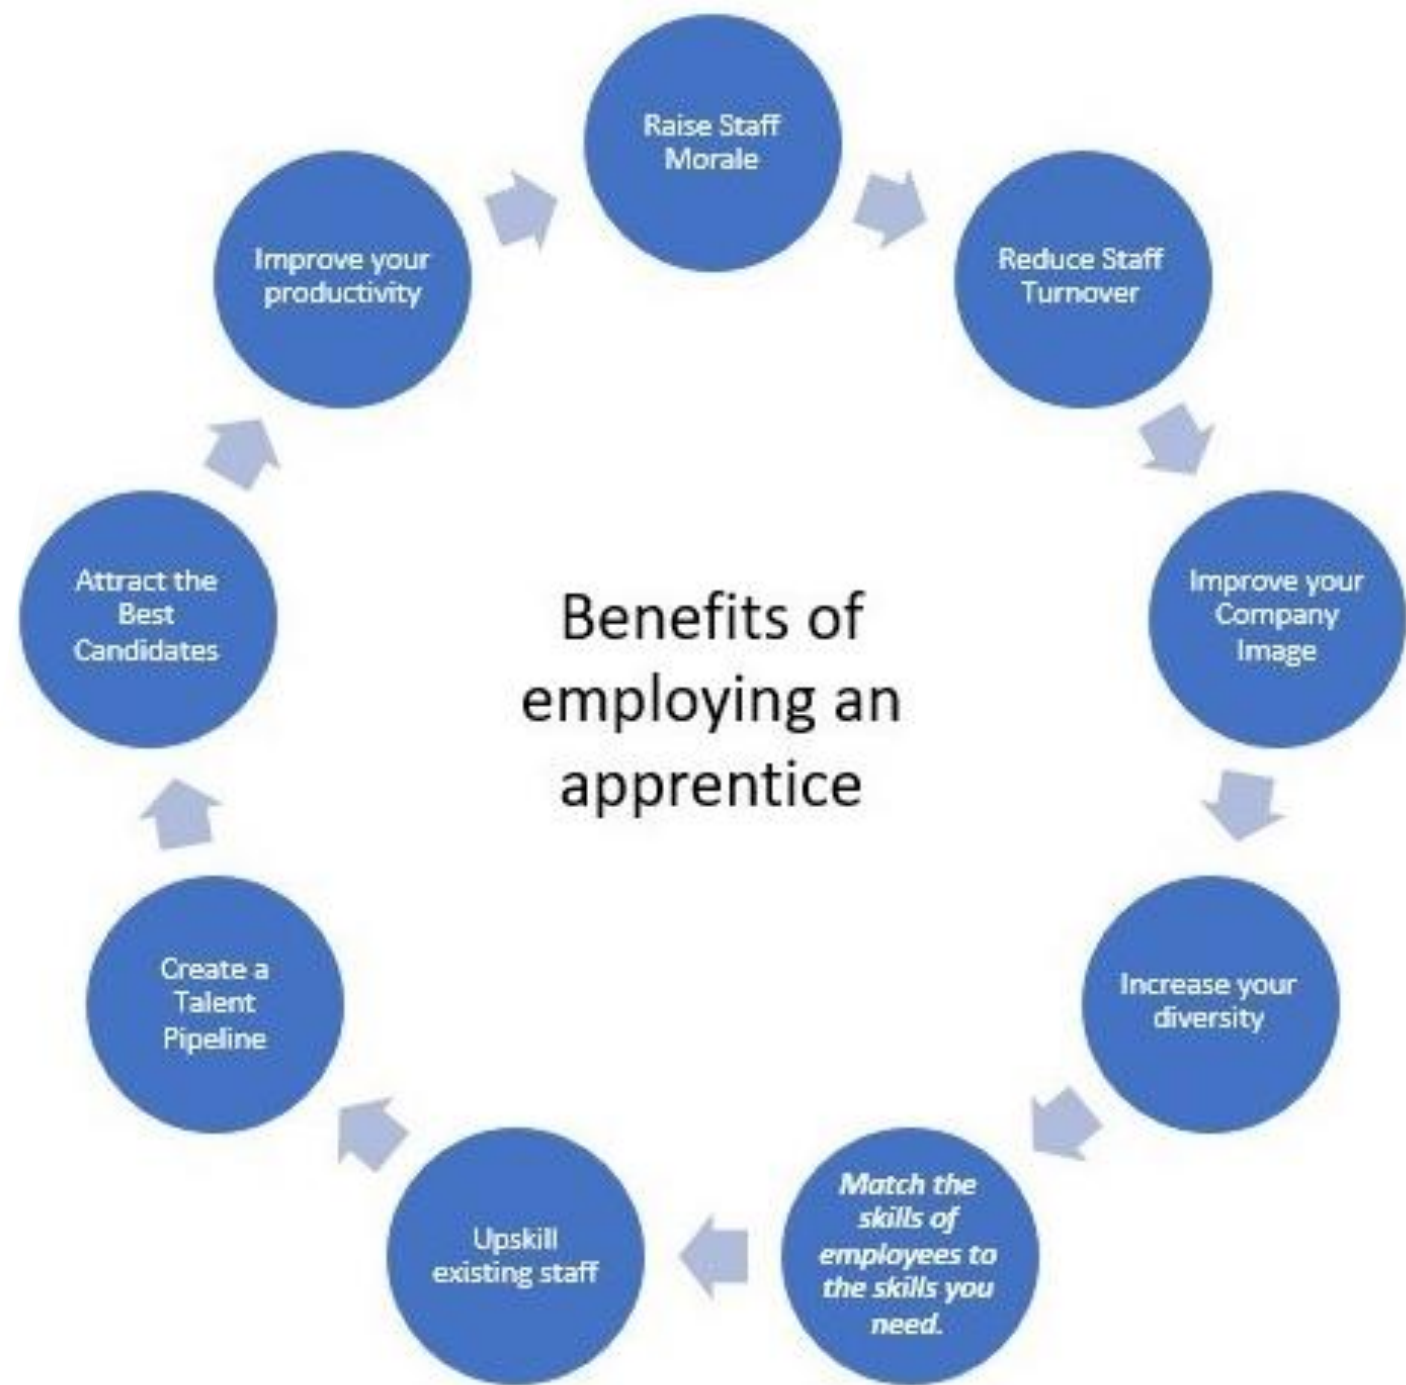 Raise Staff
Morale
Reduce Staff
Turnover
Improve your
Company
Image
Increase your
diversity
Match the
skills of
employees to
the skills you
need.
Upskill
existing staff
Create a
Talent
Pipeline
Attract the
Best
Candidates
Improve your
productivity
Benefits of
employing an
apprentice